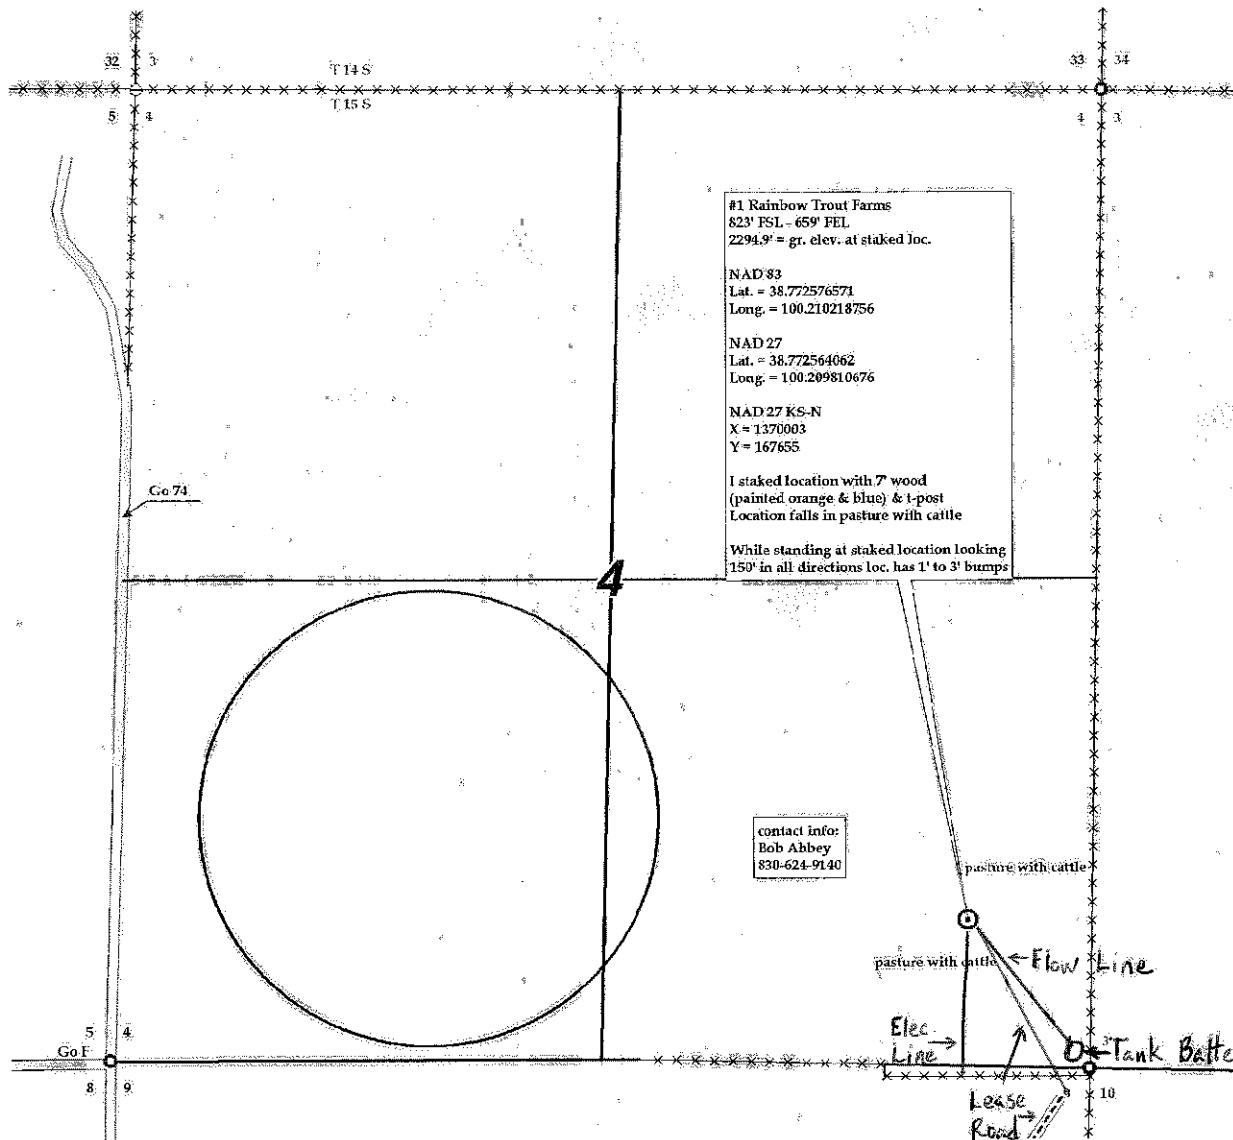 32 3
T 14 S
33 34
5 4
T 15 S
4 3
#1 Rainbow Trout Farms
823' FSL - 659' FEL
2294.9' = gr. elev. at staked loc.
NAD 83
Lat. = 38.772576571
Long. = 100.210218756
NAD 27
Lat. = 38.772564062
Long. = 100.209810676
NAD 27 KS-N
X = 1370003
Y = 167655
I staked location with 7' wood
(painted orange & blue) & t-post
Location falls in pasture with cattle
While standing at staked location looking
150' in all directions loc. has 1' to 3' bumps
Go 74
4
contact info:
Bob Abbey
830-624-9140
pasture with cattle
pasture with cattle
Flow Line
Elec
Line
5 4
Go F
8 9
3
Tank Batte
10
Lease
Road